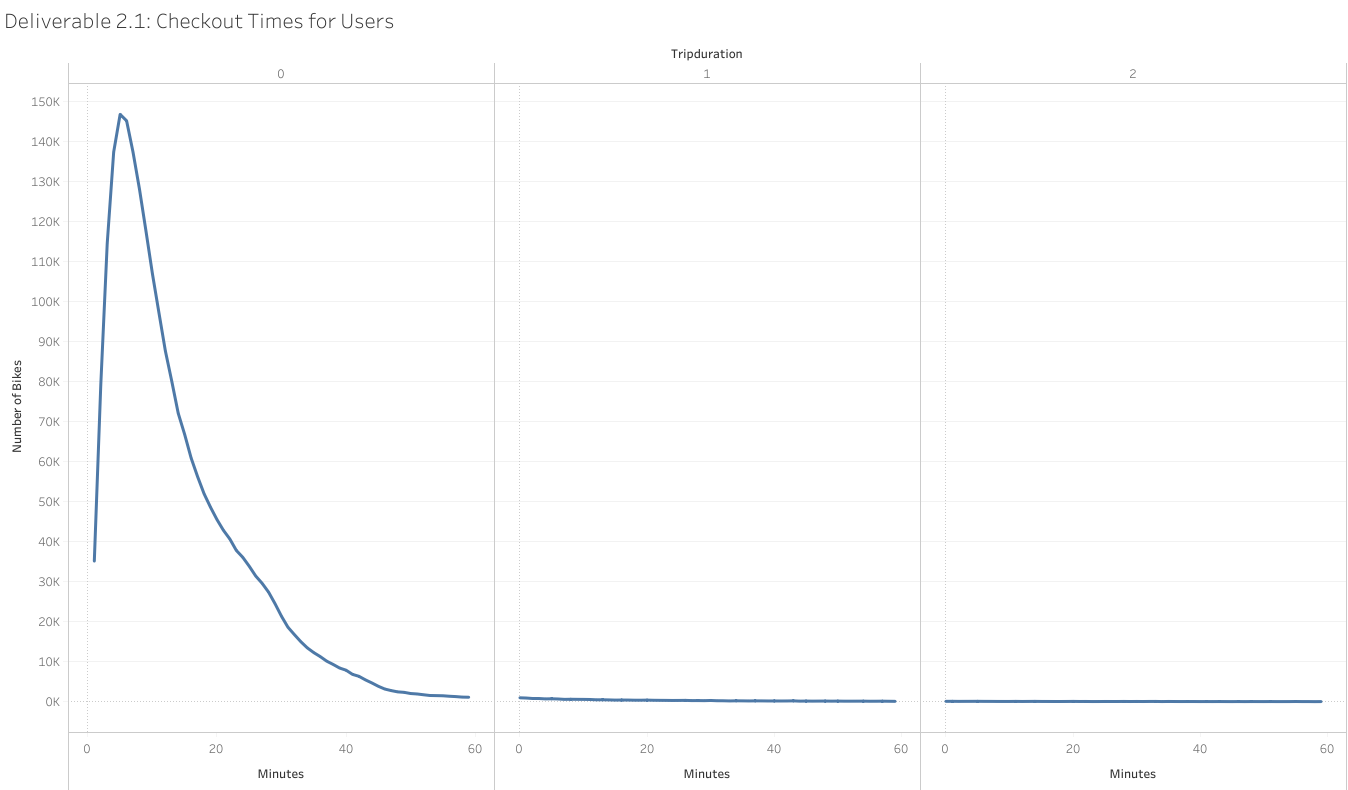 Deliverable 2.1: Checkout Times for Users
Tripduration
0 1 2
150K
140K
130K
120K
110K
100K
90K
80K
70K
60K
50K
40K
30K
20K
10K
0K
Number of Bikes
0 20 40 60 0 20 40 60 0 20 40 60
Minutes Minutes Minutes